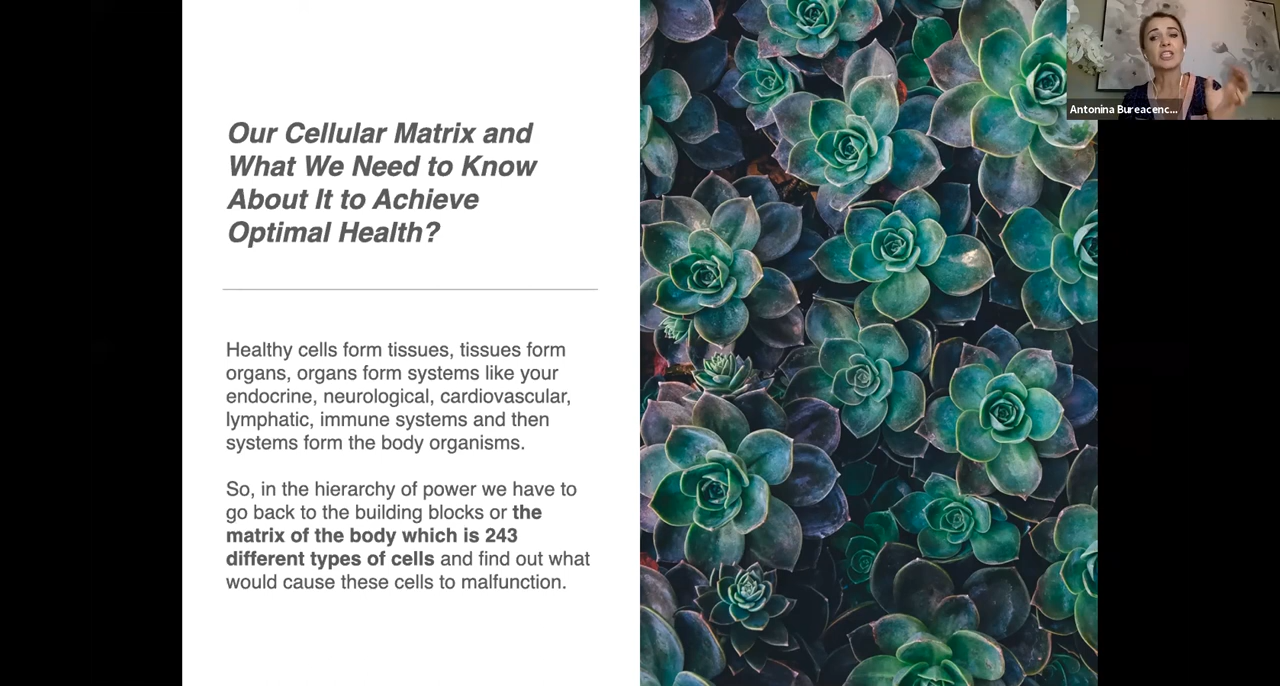 Our Cellular Matrix and
What We Need to Know
About It to Achieve
Optimal Health?
Healthy cells form tissues, tissues form
organs, organs form systems like your
endocrine, neurological, cardiovascular,
lymphatic, immune systems and then
systems form the body organisms.
So, in the hierarchy of power we have to
go back to the building blocks or the
matrix of the body which is 243
different types of cells and find out what
would cause these cells to malfunction.
Antonina Bureacenc...